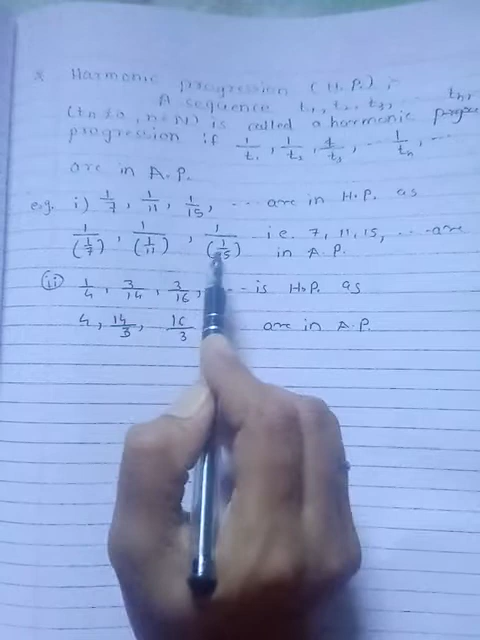 * Harmonic progression (H.P.) :
A sequence t₁, t₂, t₃, ... tₙ,
(tₙ ≠ 0, n ∈ N) is called a harmonic progre
progression if 1/t₁, 1/t₂, 1/t₃, ... 1/tₙ, ...
are in A.P.
e.g. i) 1/7, 1/11, 1/15, ... are in H.P. as
1/(1/7), 1/(1/11), 1/(1/15) i.e. 7, 11, 15, ... are
in A.P.
(ii) 1/4, 3/14, 3/16, ... is H.P. as
4, 14/3, 16/3 are in A.P.